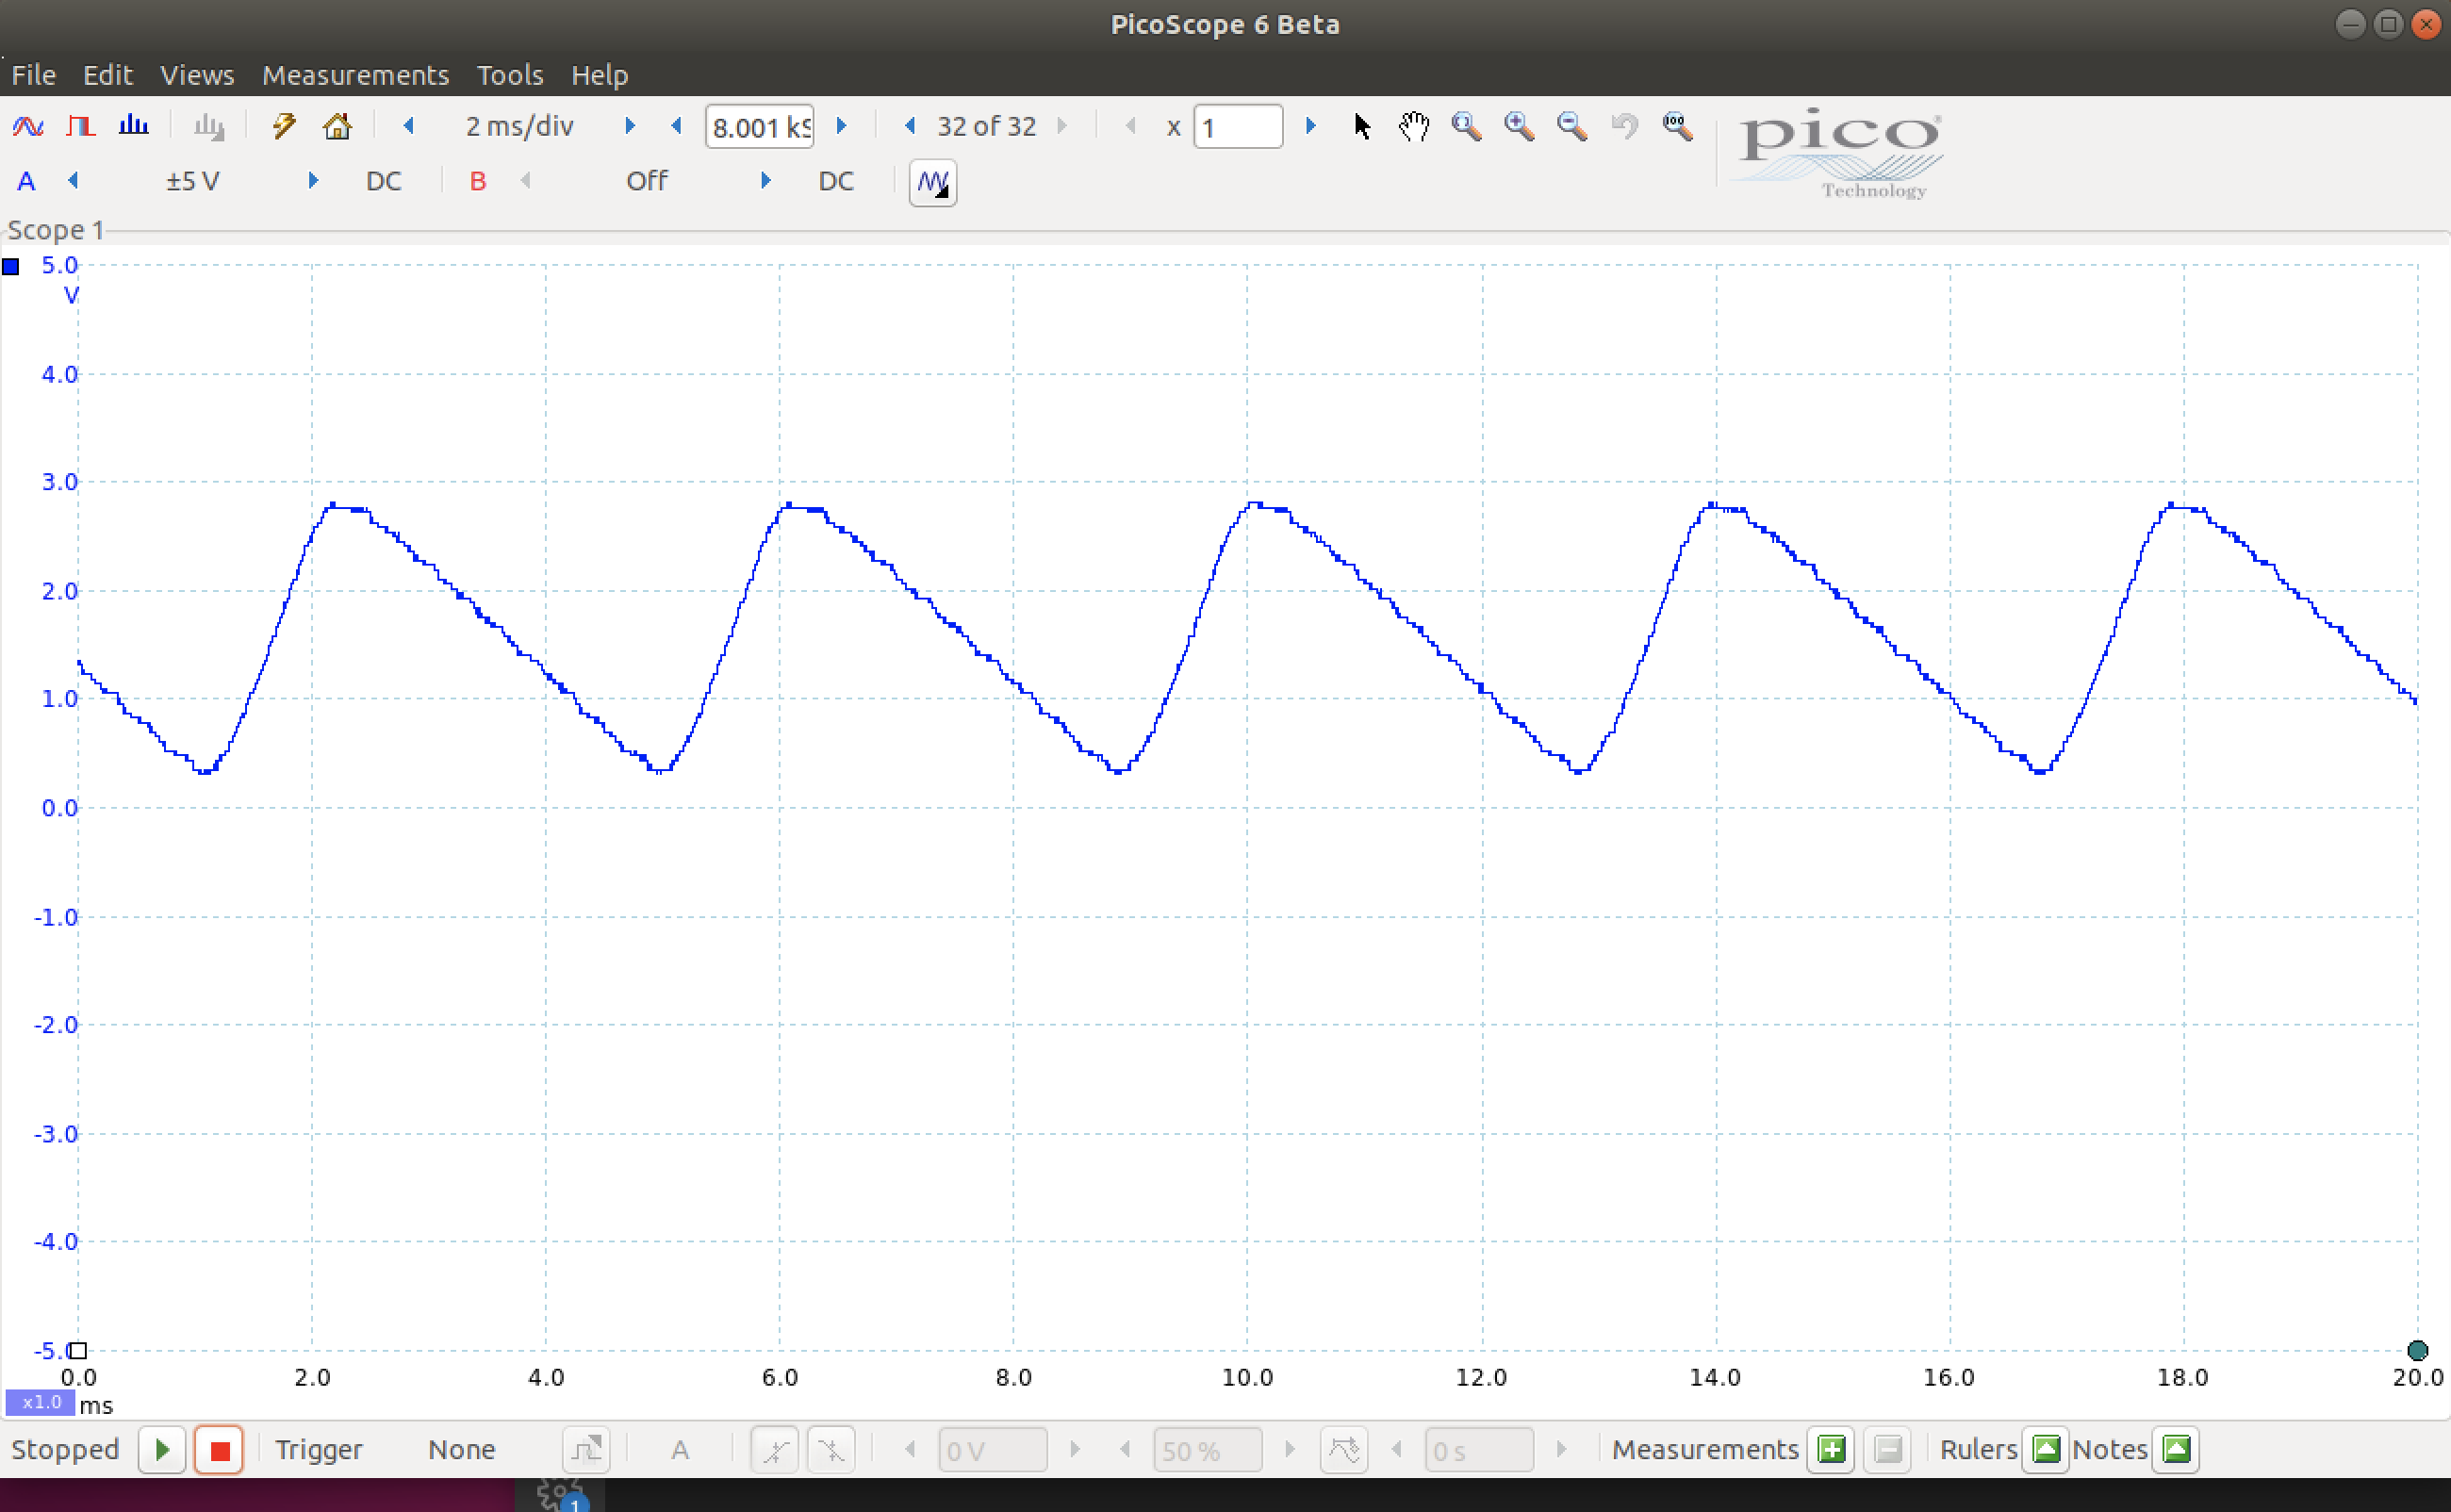 PicoScope 6 Beta
File Edit Views Measurements Tools Help
2 ms/div 8.001 kS 32 of 32 x 1
pico
Technology
A ±5 V DC B Off DC
Scope 1
5.0
V
4.0
3.0
2.0
1.0
0.0
-1.0
-2.0
-3.0
-4.0
-5.0
0.0 2.0 4.0 6.0 8.0 10.0 12.0 14.0 16.0 18.0 20.0
x1.0 ms
Stopped Trigger None A 0 V 50 % 0 s Measurements Rulers Notes
1